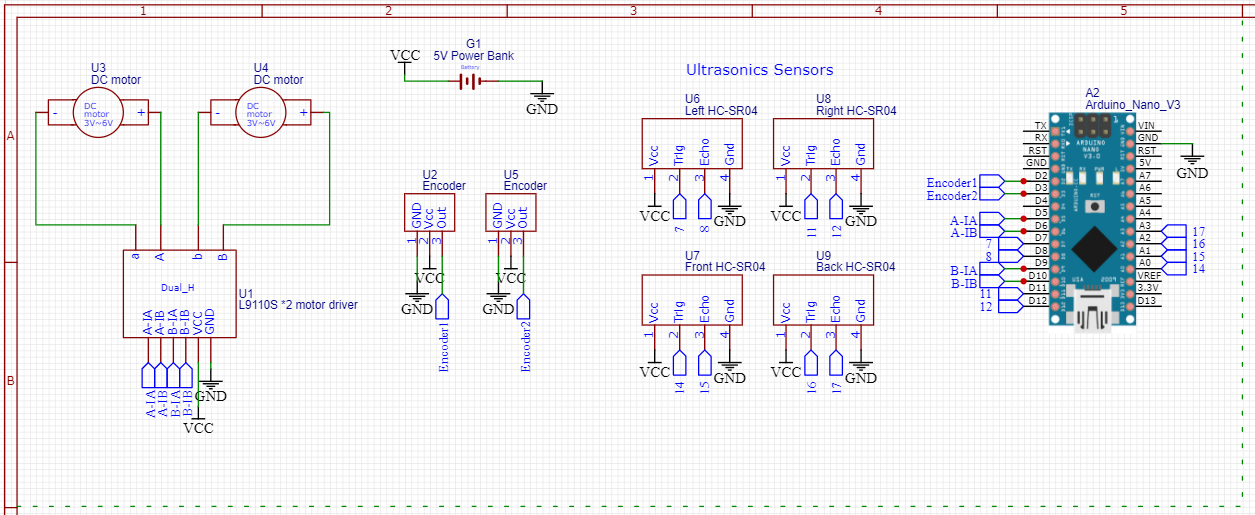 1 2 3 4 5
A
B
U3
DC motor
DC
motor
3V~6V
- +
U4
DC motor
DC
motor
3V~6V
- +
VCC
G1
5V Power Bank
Battery
GND
a A b B
Dual_H
U1
L9110S *2 motor driver
A-IA
A-IB
B-IA
B-IB
VCC
GND
A-IA
A-IB
B-IA
B-IB
GND
VCC
U2
Encoder
GND
Vcc
Out
1 2 3
VCC
GND
Encoder1
U5
Encoder
GND
Vcc
Out
1 2 3
VCC
GND
Encoder2
Ultrasonics Sensors
U6
Left HC-SR04
Vcc
Trig
Echo
Gnd
1 2 3 4
VCC
7
8
GND
U8
Right HC-SR04
Vcc
Trig
Echo
Gnd
1 2 3 4
VCC
11
12
GND
U7
Front HC-SR04
Vcc
Trig
Echo
Gnd
1 2 3 4
VCC
14
15
GND
U9
Back HC-SR04
Vcc
Trig
Echo
Gnd
1 2 3 4
VCC
16
17
GND
A2
Arduino_Nano_V3
TX
RX
RST
GND
D2
D3
D4
D5
D6
D7
D8
D9
D10
D11
D12
Encoder1
Encoder2
A-IA
A-IB
7
8
B-IA
B-IB
11
12
ARDUINO
NANO
V3.0
RST
USA
2009
VIN
GND
RST
5V
A7
A6
A5
A4
A3
A2
A1
A0
VREF
3.3V
D13
GND
17
16
15
14